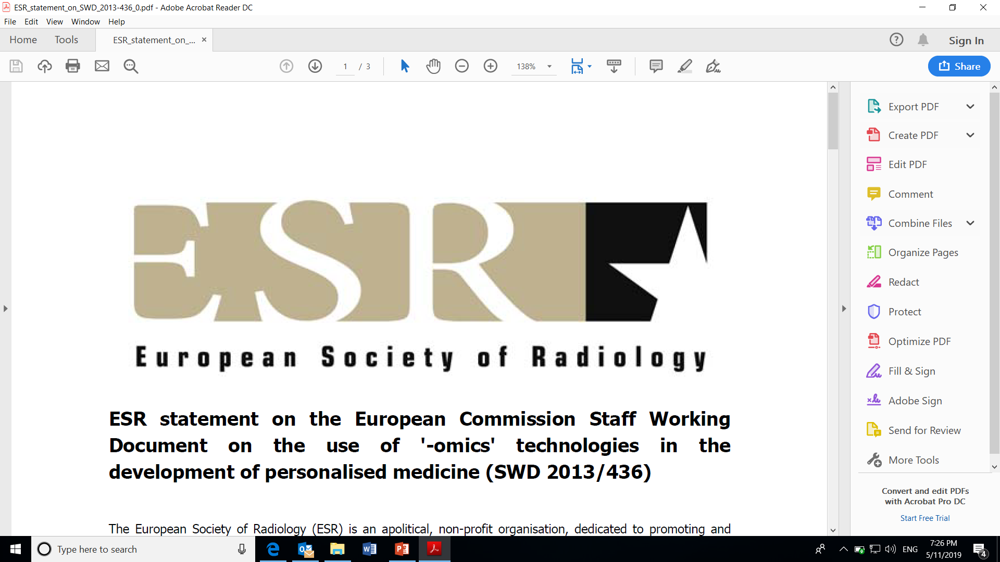 ESR_statement_on_SWD_2013-436_0.pdf - Adobe Acrobat Reader DC
File Edit View Window Help
Home Tools ESR_statement_on_... × Sign In
1 / 3 138% Share
Export PDF
Create PDF
Edit PDF
Comment
Combine Files
Organize Pages
Redact
Protect
Optimize PDF
Fill & Sign
Adobe Sign
Send for Review
More Tools
Convert and edit PDFs
with Acrobat Pro DC
Start Free Trial
ESR
European Society of Radiology
ESR statement on the European Commission Staff Working
Document on the use of '-omics' technologies in the
development of personalised medicine (SWD 2013/436)
The European Society of Radiology (ESR) is an apolitical, non-profit organisation, dedicated to promoting and
Type here to search
ENG
7:26 PM
5/11/2019
4